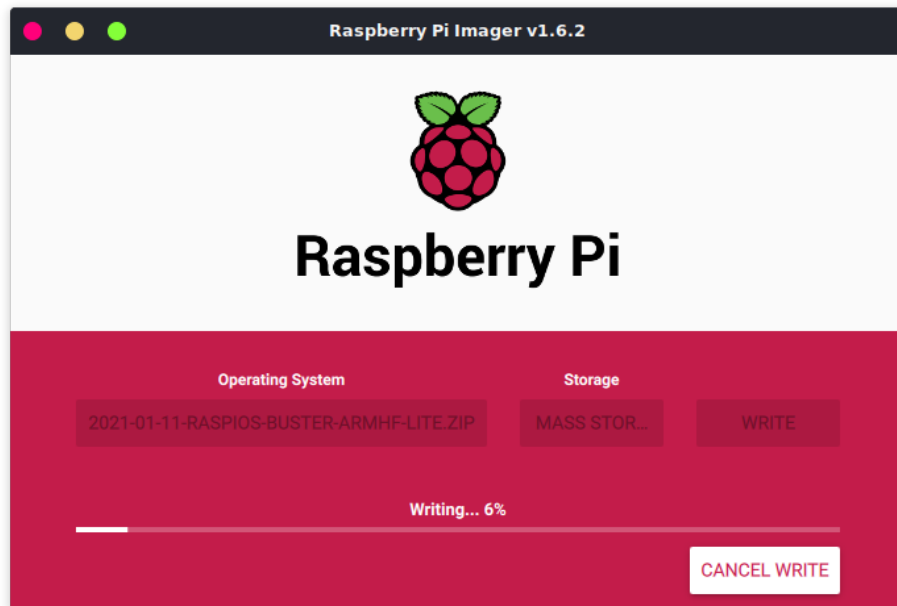 Raspberry Pi Imager v1.6.2
Raspberry Pi
Operating System
Storage
2021-01-11-RASPIOS-BUSTER-ARMHF-LITE.ZIP
MASS STOR...
WRITE
Writing... 6%
CANCEL WRITE